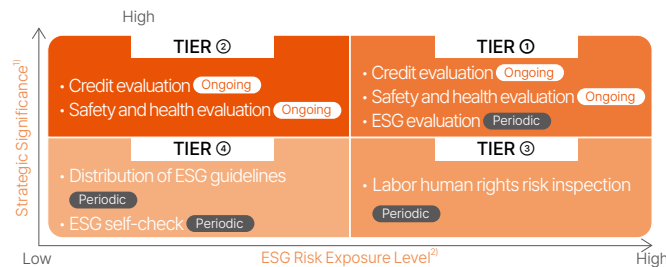 High
Strategic Significance¹⁾
TIER ②
• Credit evaluation Ongoing
• Safety and health evaluation Ongoing
TIER ①
• Credit evaluation Ongoing
• Safety and health evaluation Ongoing
• ESG evaluation Periodic
TIER ④
• Distribution of ESG guidelines
Periodic
• ESG self-check Periodic
TIER ③
• Labor human rights risk inspection
Periodic
Low
ESG Risk Exposure Level²⁾
High